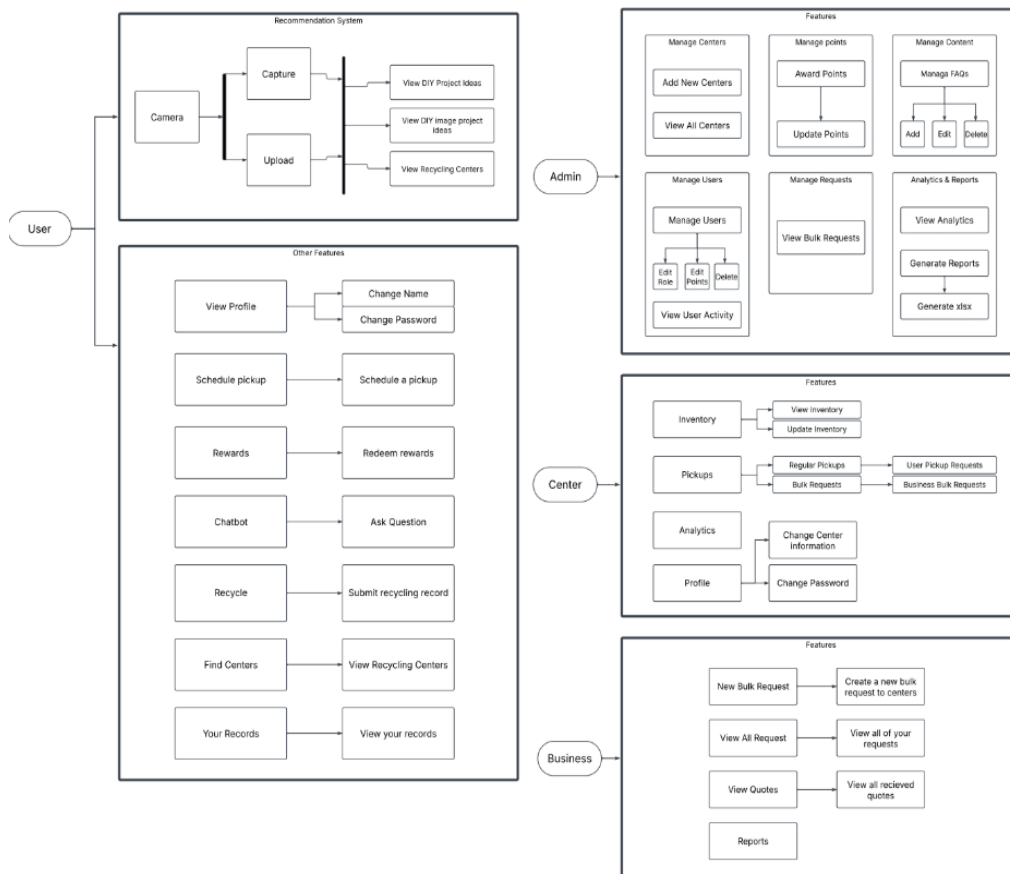 Recommendation System
Camera
Capture
Upload
View DIY Project Ideas
View DIY image project
ideas
View Recycling Centers
User
Other Features
View Profile
Change Name
Change Password
Schedule pickup
Schedule a pickup
Rewards
Redeem rewards
Chatbot
Ask Question
Recycle
Submit recycling record
Find Centers
View Recycling Centers
Your Records
View your records
Admin
Features
Manage Centers
Add New Centers
View All Centers
Manage points
Award Points
Update Points
Manage Content
Managa FAQs
Add
Edit
Delete
Manage Users
Manage Users
Edit
Role
Edit
Points
Delete
View User Activity
Manage Requests
View Bulk Requests
Analytics & Reports
View Analytics
Generate Reports
Generate xlsx
Center
Features
Inventory
View Inventory
Update Inventory
Pickups
Regular Pickups
User Pickup Requests
Bulk Requests
Business Bulk Requests
Analytics
Profile
Change Center
information
Change Password
Business
Features
New Bulk Request
Create a new bulk
request to centers
View All Request
View all of your
requests
View Quotes
View all recieved
quotes
Reports